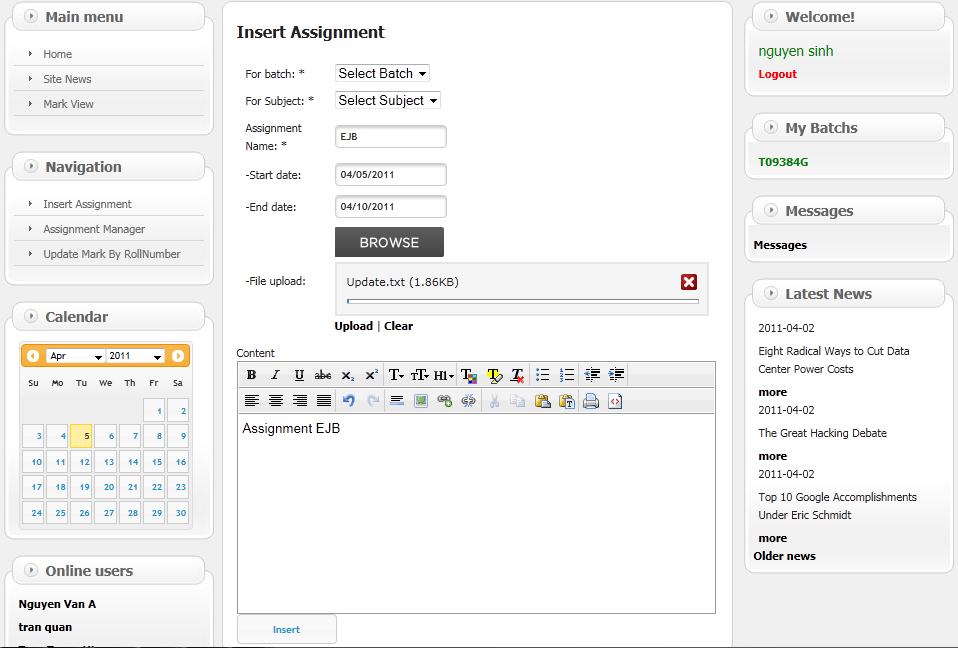 Main menu
Home
Site News
Mark View
Navigation
Insert Assignment
Assignment Manager
Update Mark By RollNumber
Calendar
Apr 2011
Su Mo Tu We Th Fr Sa
1 2
3 4 5 6 7 8 9
10 11 12 13 14 15 16
17 18 19 20 21 22 23
24 25 26 27 28 29 30
Online users
Nguyen Van A
tran quan
Insert Assignment
For batch: * Select Batch
For Subject: * Select Subject
Assignment
Name: * EJB
-Start date: 04/05/2011
-End date: 04/10/2011
BROWSE
-File upload: Update.txt (1.86KB)
Upload | Clear
Content
B I U abc X₂ X² T T H1 T T T
Assignment EJB
Insert
Welcome!
nguyen sinh
Logout
My Batchs
T09384G
Messages
Messages
Latest News
2011-04-02
Eight Radical Ways to Cut Data
Center Power Costs
more
2011-04-02
The Great Hacking Debate
more
2011-04-02
Top 10 Google Accomplishments
Under Eric Schmidt
more
Older news